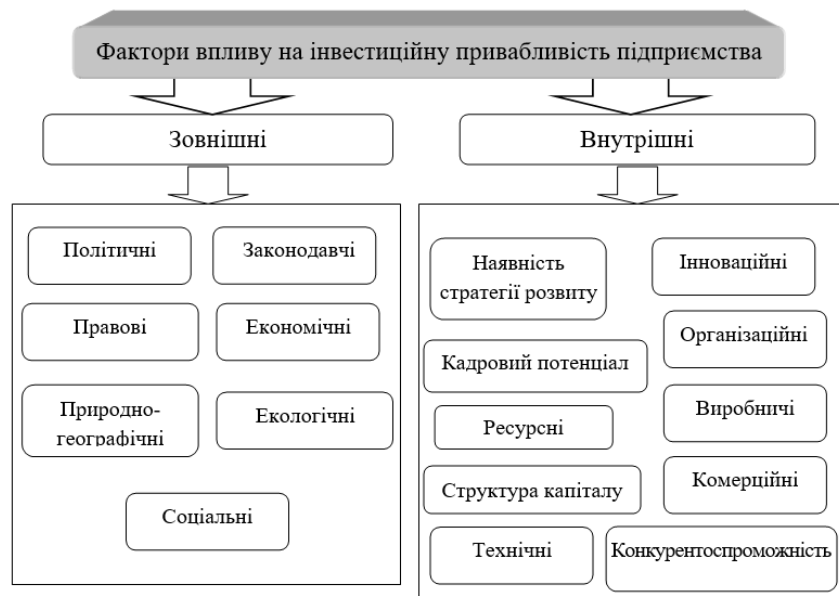 Фактори впливу на інвестиційну привабливість підприємства
Зовнішні
Внутрішні
Політичні
Законодавчі
Правові
Економічні
Природно-
географічні
Екологічні
Соціальні
Наявність
стратегії розвиту
Інноваційні
Організаційні
Кадровий потенціал
Виробничі
Ресурсні
Комерційні
Структура капіталу
Технічні
Конкурентоспроможність